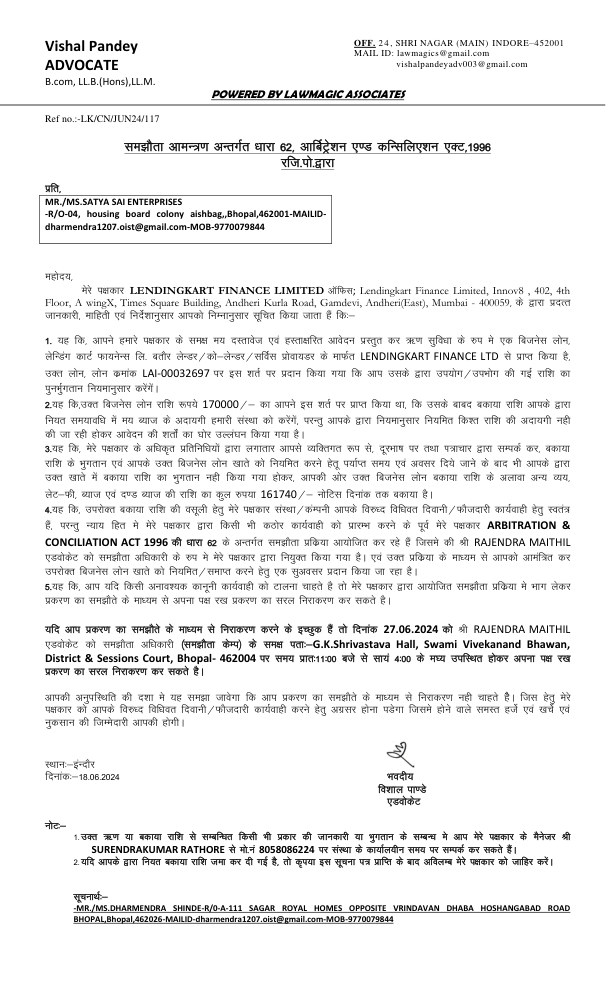 Vishal Pandey
ADVOCATE
B.com, LL.B.(Hons),LL.M.
OFF. 24, SHRI NAGAR (MAIN) INDORE–452001
MAIL ID: lawmagics@gmail.com
vishalpandeyadv003@gmail.com
POWERED BY LAWMAGIC ASSOCIATES
Ref no.:-LK/CN/JUN24/117
समझौता आमन्त्रण अन्तर्गत धारा 62, आर्बिट्रेशन एण्ड कन्सिलिएशन एक्ट,1996
रजि.पो.द्वारा
प्रति,
MR./MS.SATYA SAI ENTERPRISES
-R/O-04, housing board colony aishbag,,Bhopal,462001-MAILID-
dharmendra1207.oist@gmail.com-MOB-9770079844
महोदय,
मेरे पक्षकार LENDINGKART FINANCE LIMITED ऑफिस; Lendingkart Finance Limited, Innov8 , 402, 4th
Floor, A wingX, Times Square Building, Andheri Kurla Road, Gamdevi, Andheri(East), Mumbai - 400059, के द्वारा प्रदत्त
जानकारी, माहिती एवं निर्देशानुसार आपको निम्नानुसार सूचित किया जाता हैं कि:–
1. यह कि, आपने हमारे पक्षकार के समक्ष मय दस्तावेज एवं हस्ताक्षरित आवेदन प्रस्तुत कर ऋण सुविधा के रुप मे एक बिजनेस लोन,
लेन्डिंग कार्ट फायनेन्स लि. बतौर लेन्डर/को–लेन्डर/सर्विस प्रोवायडर के मार्फत LENDINGKART FINANCE LTD से प्राप्त किया है,
उक्त लोन, लोन क्रमांक LAI-00032697 पर इस शर्त पर प्रदान किया गया कि आप उसके द्वारा उपयोग/उपभोग की गई राशि का
पुनर्मुगतान नियमानुसार करेंगें।
2.यह कि,उक्त बिजनेस लोन राशि रूपये 170000/– का आपने इस शर्त पर प्राप्त किया था, कि उसके बादद बकाया राशि आपके द्वारा
नियत समयावधि में मय ब्याज के अदायगी हमारी संस्था को करेंगें, परन्तु आपके द्वारा नियमानुसार नियमित किश्त राशि की अदायगी नही
की जा रही होकर आवेदन की शर्तों का घोर उल्लंघन किया गया है।
3.यह कि, मेरे पक्षकार के अधिकृत प्रतिनिधियों द्वारा लगातार आपसे व्यक्तिगत रूप से, दूरभाष पर तथा पत्राचार द्वारा सम्पर्क कर, बकाया
राशि के भुगतान एवं आपके उक्त बिजनेस लोन खाते को नियमित करने हेतू पर्याप्त समय एवं अवसर दिये जाने के बाद भी आपके द्वारा
उक्त खाते में बकाया राशि का भुगतान नही किया गया होकर, आपकी ओर उक्त बिजनेस लोन बकाया राशि के अलावा अन्य व्यय,
लेट–फी, ब्याज एवं दण्ड ब्याज की राशि का कुल रुपया 161740/– नोटिस दिनांक तक बकाया है।
4.यह कि, उपरोक्त बकाया राशि की वसूली हेतु मेरे पक्षकार संस्था/कंम्पनी आपके विरुध्द विधिवत दिवानी/फौजदारी कार्यवाही हेतु स्वतंत्र
हैं, परन्तु न्याय हित मे मेरे पक्षकार द्वारा किसी भी कठोर कार्यवाही को प्रारम्भ करने के पूर्व मेरे पक्षकार ARBITRATION &
CONCILIATION ACT 1996 की धारा 62 के अन्तर्गत समझौता प्रक्रिया आयोजित कर रहे हैं जिसमे की श्री RAJENDRA MAITHIL
एडवोकेट को समझौता अधिकारी के रुप मे मेरे पक्षकार द्वारा नियुक्त किया गया है। एवं उक्त प्रक्रिया के माध्यम से आपको आमंत्रित कर
उपरोक्त बिजनेस लोन खाते को नियमित/समाप्त करने हेतु एक सुअवसर प्रदान किया जा रहा है।
5.यह कि, आप यदि किसी अनावश्यक कानूनी कार्यवाही को टालना चाहते है तो मेरे पक्षकार द्वारा आयोजित समझौता प्रक्रिया मे भाग लेकर
प्रकरण का समझौते के माध्यम से अपना पक्ष रख प्रकरण का सरल निराकरण कर सकते है।
यदि आप प्रकरण का समझौते के माध्यम से निराकरण करने के इच्छुक हैं तो दिनांक 27.06.2024 को श्री RAJENDRA MAITHIL
एडवोकेट को समझौता अधिकारी (समझौता केम्प) के समक्ष पता:–G.K.Shrivastava Hall, Swami Vivekanand Bhawan,
District & Sessions Court, Bhopal- 462004 पर समय प्रात:11:00 बजे से सायं 4:00 के मघ्य उपस्थित होकर अपना पक्ष रख
प्रकरण का सरल निराकरण कर सकते है।
आपकी अनुपस्थिति की दशा मे यह समझा जावेगा कि आप प्रकरण का समझौते के माध्यम से निराकरण नही चाहते हैै। जिस हेतु मेरे
पक्षकार को आपके विरुध्द विधिवत दिवानी/फौजदारी कार्यवाही करने हेतु अग्रसर होना पडेगा जिसमे होने वाले समस्त हर्जे एवं खर्चे एवं
नुकसान की जिम्मेदारी आपकी होगी।
स्थान:–इंन्दौर
दिनांक:–18.06.2024
भवदीय
विशाल पाण्डे
एडवोकेट
नोट:–
1.उक्त ऋण या बकाया राशि से सम्बन्धित किसी भी प्रकार की जानकारी या भुगतान के सम्बन्ध मे आप मेरे पक्षकार के मैनेजर श्री
SURENDRAKUMAR RATHORE से मो.नं 8058086224 पर संस्था के कार्यालयीन समय पर सम्पर्क कर सकते हैं।
2.यदि आपके द्वारा नियत बकाया राशि जमा कर दी गई है, तो कृपया इस सूचना पत्र प्राप्ति के बाद अविलम्ब मेरे पक्षकार को जाहिर करें।
सूचनार्थ:–
-MR./MS.DHARMENDRA SHINDE-R/0-A-111 SAGAR ROYAL HOMES OPPOSITE VRINDAVAN DHABA HOSHANGABAD ROAD
BHOPAL,Bhopal,462026-MAILID-dharmendra1207.oist@gmail.com-MOB-9770079844